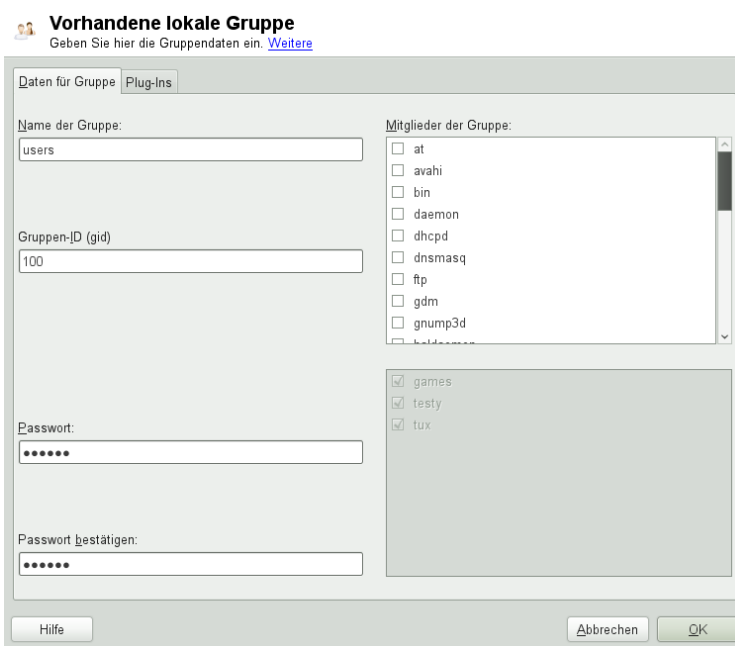 Vorhandene lokale Gruppe
Geben Sie hier die Gruppendaten ein. Weitere
Daten für Gruppe
Plug-Ins
Name der Gruppe:
users
Gruppen-ID (gid)
100
Passwort:
●●●●●●
Passwort bestätigen:
●●●●●●
Mitglieder der Gruppe:
at
avahi
bin
daemon
dhcpd
dnsmasq
ftp
gdm
gnump3d
games
testy
tux
Hilfe
Abbrechen
OK